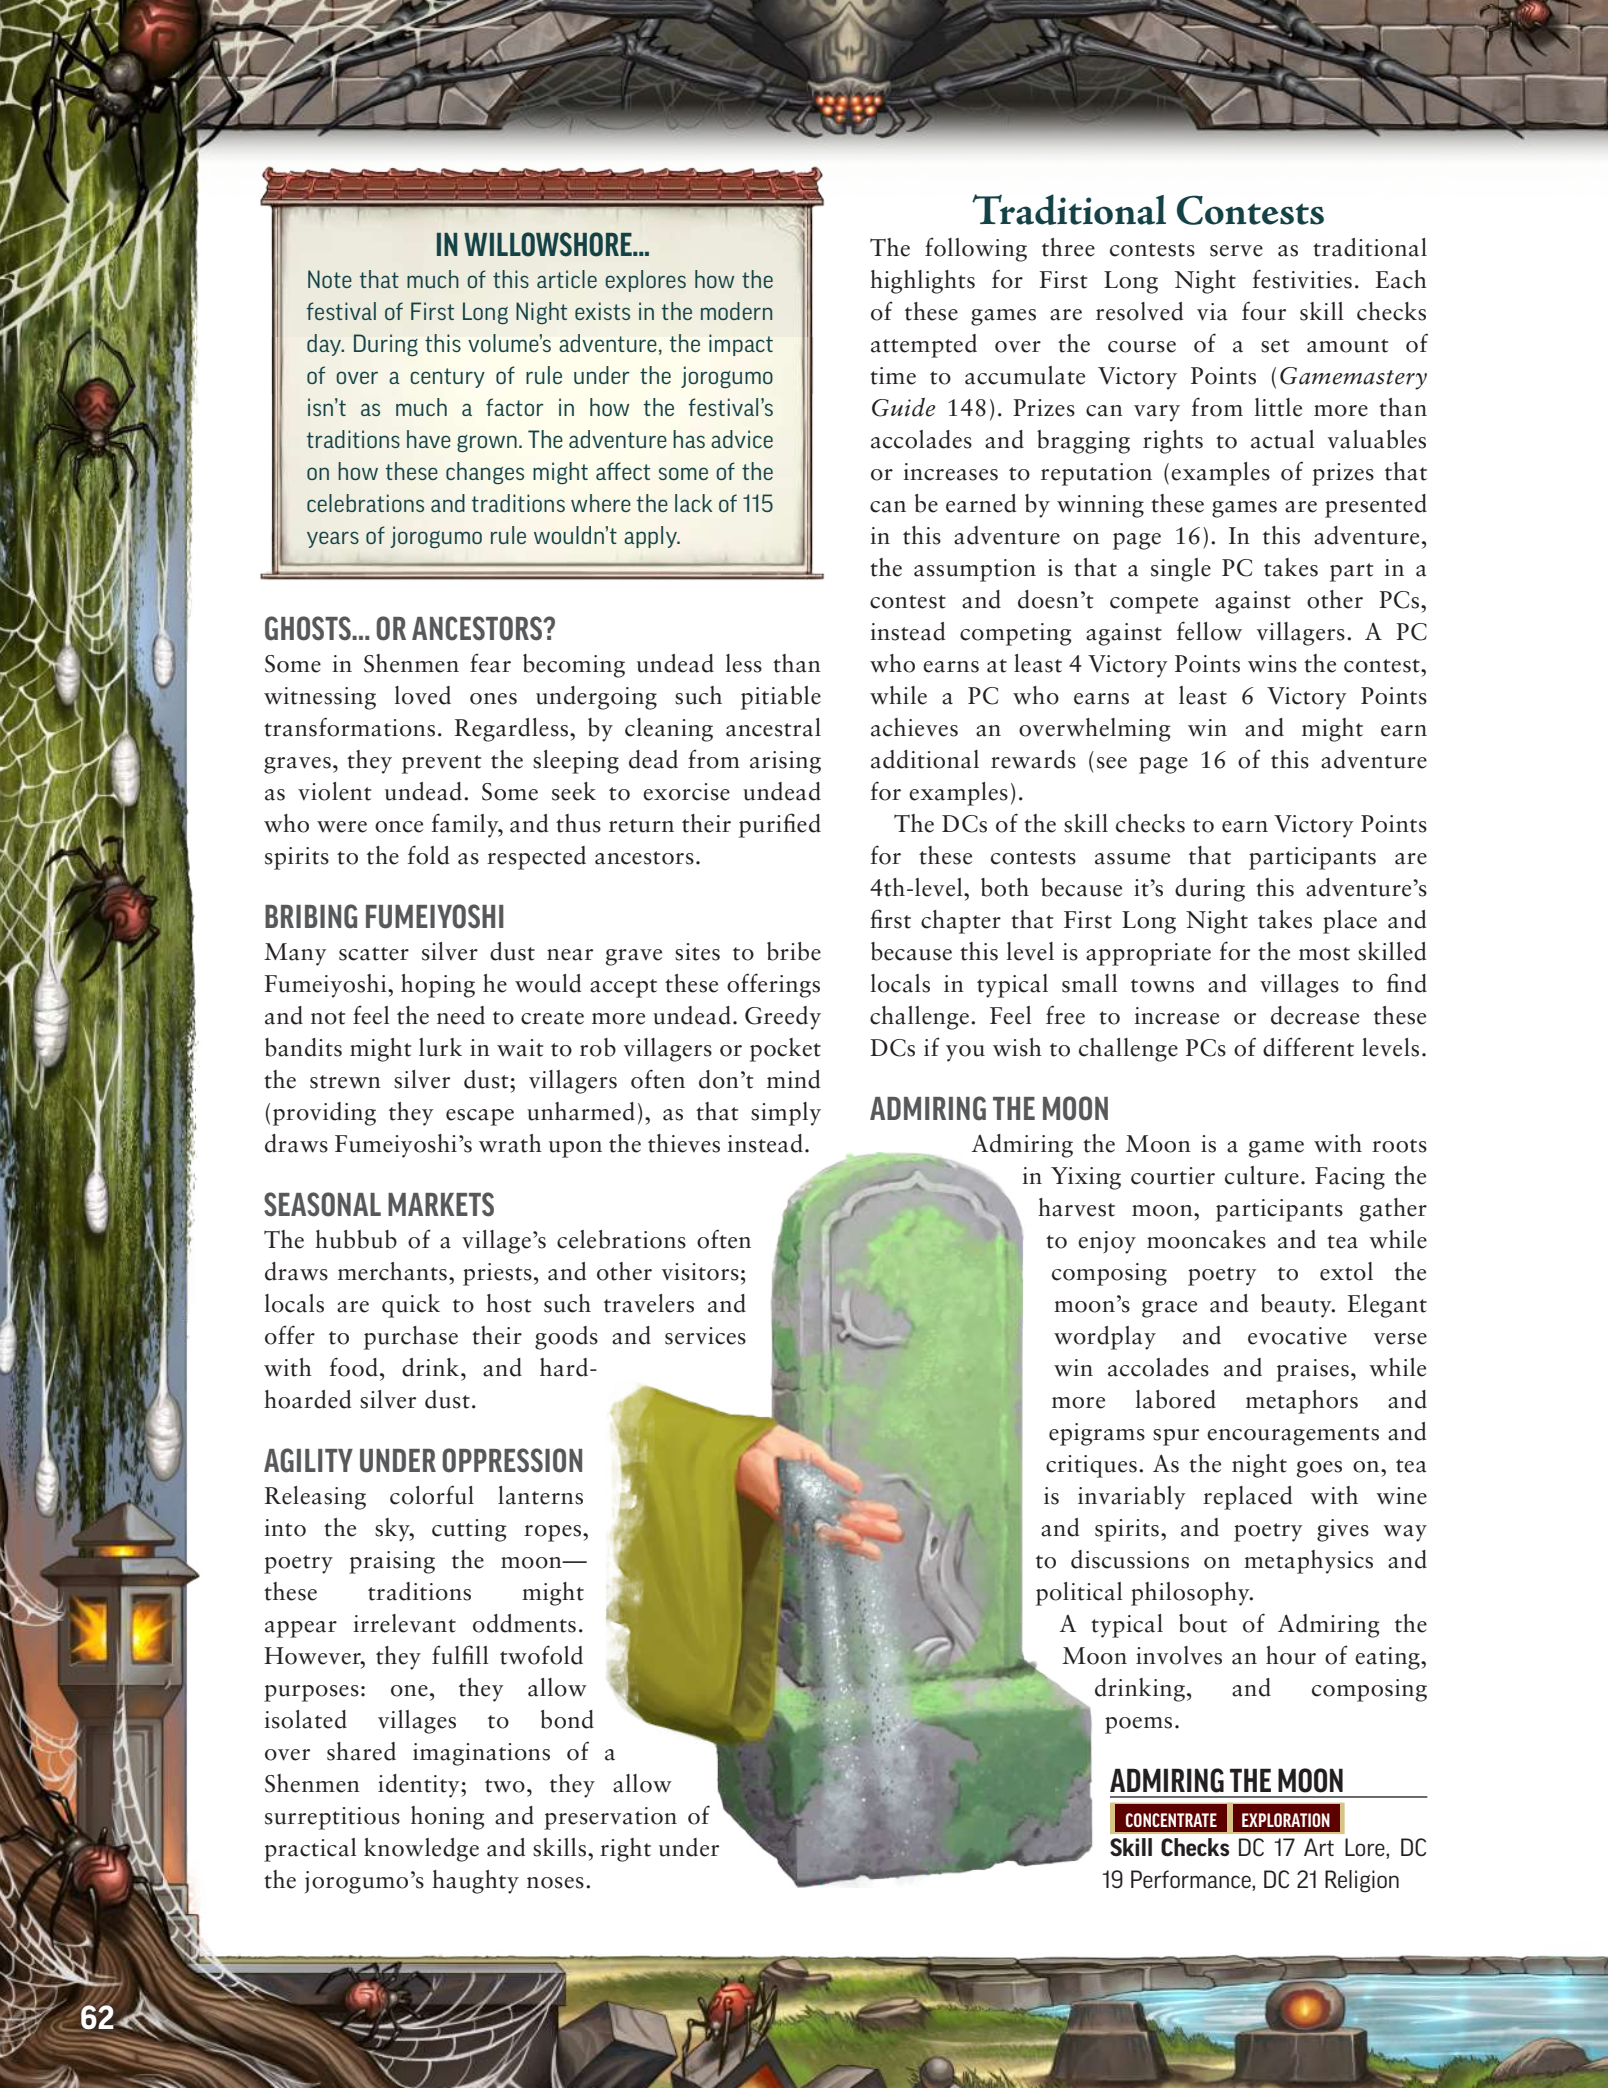 IN WILLOWSHORE...
Note that much of this article explores how the
festival of First Long Night exists in the modern
day. During this volume's adventure, the impact
of over a century of rule under the jorogumo
isn't as much a factor in how the festival's
traditions have grown. The adventure has advice
on how these changes might affect some of the
celebrations and traditions where the lack of 115
years of jorogumo rule wouldn't apply.
GHOSTS... OR ANCESTORS?
Some in Shenmen fear becoming undead less than
witnessing loved ones undergoing such pitiable
transformations. Regardless, by cleaning ancestral
graves, they prevent the sleeping dead from arising
as violent undead. Some seek to exorcise undead
who were once family, and thus return their purified
spirits to the fold as respected ancestors.
BRIBING FUMEIYOSHI
Many scatter silver dust near grave sites to bribe
Fumeiyoshi, hoping he would accept these offerings
and not feel the need to create more undead. Greedy
bandits might lurk in wait to rob villagers or pocket
the strewn silver dust; villagers often don't mind
(providing they escape unharmed), as that simply
draws Fumeiyoshi's wrath upon the thieves instead.
SEASONAL MARKETS
The hubbub of a village's celebrations often
draws merchants, priests, and other visitors;
locals are quick to host such travelers and
offer to purchase their goods and services
with food, drink, and hard-
hoarded silver dust.
AGILITY UNDER OPPRESSION
Releasing colorful lanterns
into the sky, cutting ropes,
poetry praising the moon—
these traditions might
appear irrelevant oddments.
However, they fulfill twofold
purposes: one, they allow
isolated villages to bond
over shared imaginations of a
Shenmen identity; two, they allow
surreptitious honing and preservation of
practical knowledge and skills, right under
the jorogumo's haughty noses.
Traditional Contests
The following three contests serve as traditional
highlights for First Long Night festivities. Each
of these games are resolved via four skill checks
attempted over the course of a set amount of
time to accumulate Victory Points (Gamemastery
Guide 148). Prizes can vary from little more than
accolades and bragging rights to actual valuables
or increases to reputation (examples of prizes that
can be earned by winning these games are presented
in this adventure on page 16). In this adventure,
the assumption is that a single PC takes part in a
contest and doesn't compete against other PCs,
instead competing against fellow villagers. A PC
who earns at least 4 Victory Points wins the contest,
while a PC who earns at least 6 Victory Points
achieves an overwhelming win and might earn
additional rewards (see page 16 of this adventure
for examples).
The DCs of the skill checks to earn Victory Points
for these contests assume that participants are
4th-level, both because it's during this adventure's
first chapter that First Long Night takes place and
because this level is appropriate for the most skilled
locals in typical small towns and villages to find
challenge. Feel free to increase or decrease these
DCs if you wish to challenge PCs of different levels.
ADMIRING THE MOON
Admiring the Moon is a game with roots
in Yixing courtier culture. Facing the
harvest moon, participants gather
to enjoy mooncakes and tea while
composing poetry to extol the
moon's grace and beauty. Elegant
wordplay and evocative verse
win accolades and praises, while
more labored metaphors and
epigrams spur encouragements and
critiques. As the night goes on, tea
is invariably replaced with wine
and spirits, and poetry gives way
to discussions on metaphysics and
political philosophy.
A typical bout of Admiring the
Moon involves an hour of eating,
drinking, and composing
poems.
ADMIRING THE MOON
CONCENTRATE EXPLORATION
Skill Checks DC 17 Art Lore, DC
19 Performance, DC 21 Religion
62